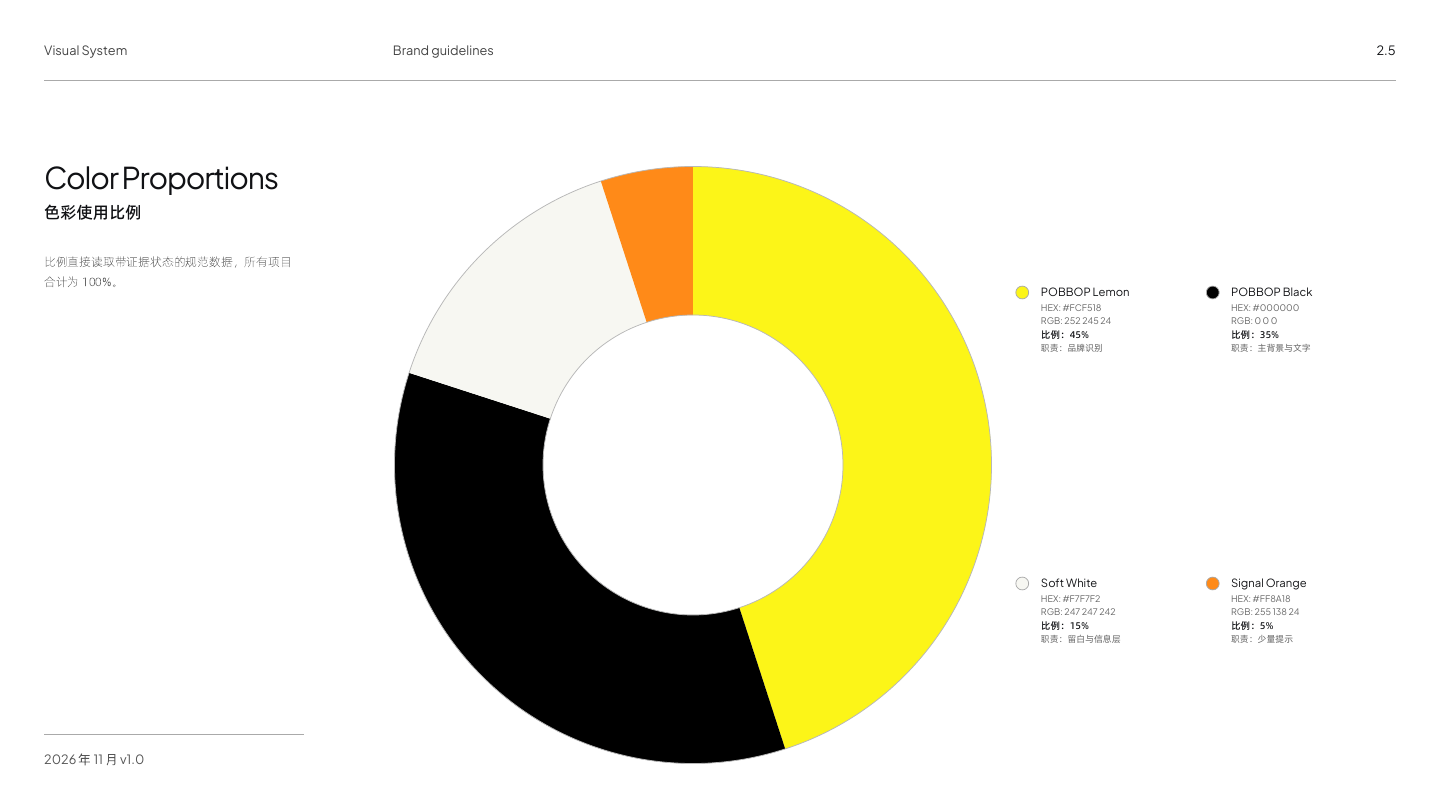 Visual System
Brand guidelines
2.5
Color Proportions
色彩使用比例
比例直接读取带证据状态的规范数据，所有项目
合计为 100%。
POBBOP Lemon
HEX: #FCF518
RGB: 252 245 24
比例：45%
职责：品牌识别
POBBOP Black
HEX: #000000
RGB: 0 0 0
比例：35%
职责：主背景与文字
Soft White
HEX: #F7F7F2
RGB: 247 247 242
比例：15%
职责：留白与信息层
Signal Orange
HEX: #FF8A18
RGB: 255 138 24
比例：5%
职责：少量提示
2026 年 11 月 v1.0